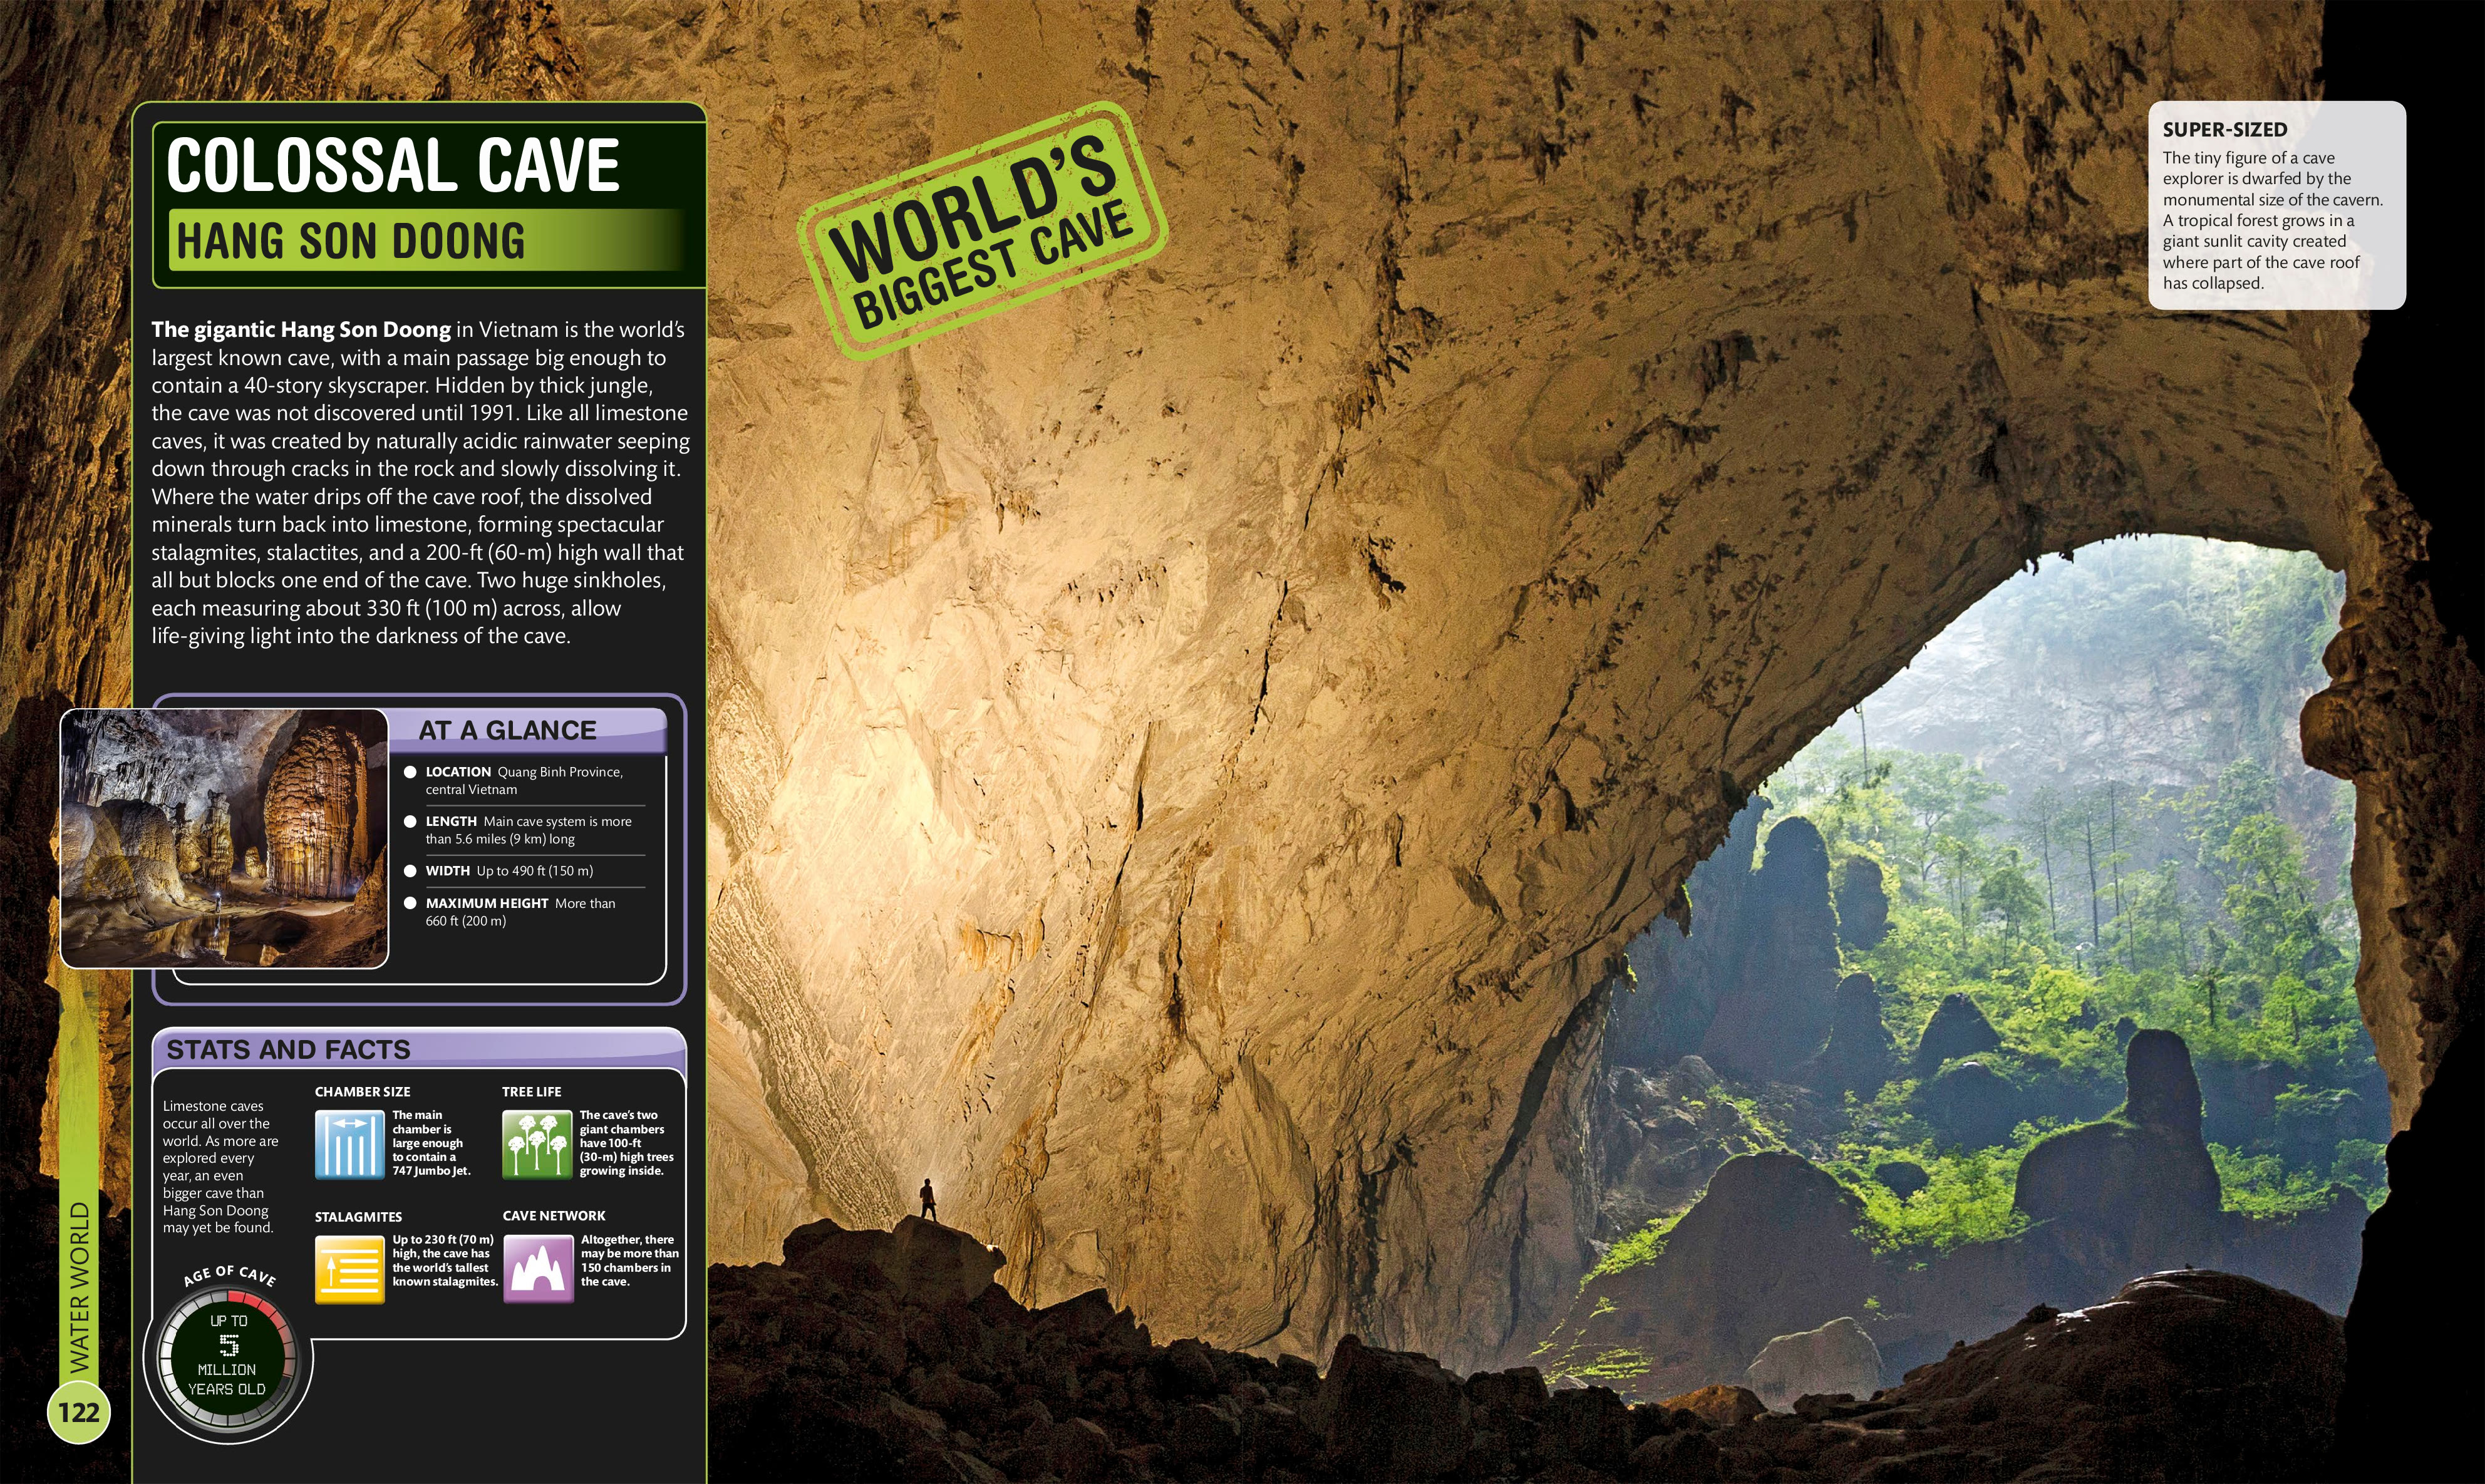 COLOSSAL CAVE
HANG SON DOONG
The gigantic Hang Son Doong in Vietnam is the world's
largest known cave, with a main passage big enough to
contain a 40-story skyscraper. Hidden by thick jungle,
the cave was not discovered until 1991. Like all limestone
caves, it was created by naturally acidic rainwater seeping
down through cracks in the rock and slowly dissolving it.
Where the water drips off the cave roof, the dissolved
minerals turn back into limestone, forming spectacular
stalagmites, stalactites, and a 200-ft (60-m) high wall that
all but blocks one end of the cave. Two huge sinkholes,
each measuring about 330 ft (100 m) across, allow
life-giving light into the darkness of the cave.
AT A GLANCE
LOCATION Quang Binh Province,
central Vietnam
LENGTH Main cave system is more
than 5.6 miles (9 km) long
WIDTH Up to 490 ft (150 m)
MAXIMUM HEIGHT More than
660 ft (200 m)
STATS AND FACTS
Limestone caves
occur all over the
world. As more are
explored every
year, an even
bigger cave than
Hang Son Doong
may yet be found.
CHAMBER SIZE
The main
chamber is
large enough
to contain a
747 Jumbo Jet.
TREE LIFE
The cave's two
giant chambers
have 100-ft
(30-m) high trees
growing inside.
STALAGMITES
Up to 230 ft (70 m)
high, the cave has
the world's tallest
known stalagmites.
CAVE NETWORK
Altogether, there
may be more than
150 chambers in
the cave.
AGE OF CAVE
UP TO
5
MILLION
YEARS OLD
WATER WORLD
122
WORLD'S
BIGGEST CAVE
SUPER-SIZED
The tiny figure of a cave
explorer is dwarfed by the
monumental size of the cavern.
A tropical forest grows in a
giant sunlit cavity created
where part of the cave roof
has collapsed.